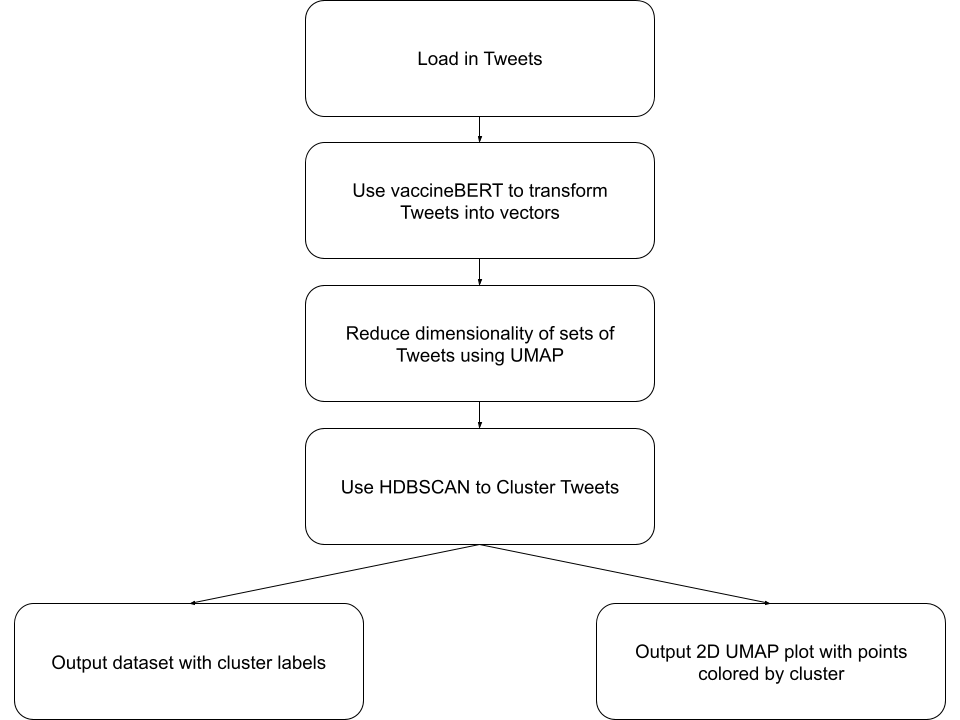 Load in Tweets
Use vaccineBERT to transform
Tweets into vectors
Reduce dimensionality of sets of
Tweets using UMAP
Use HDBSCAN to Cluster Tweets
Output dataset with cluster labels
Output 2D UMAP plot with points
colored by cluster